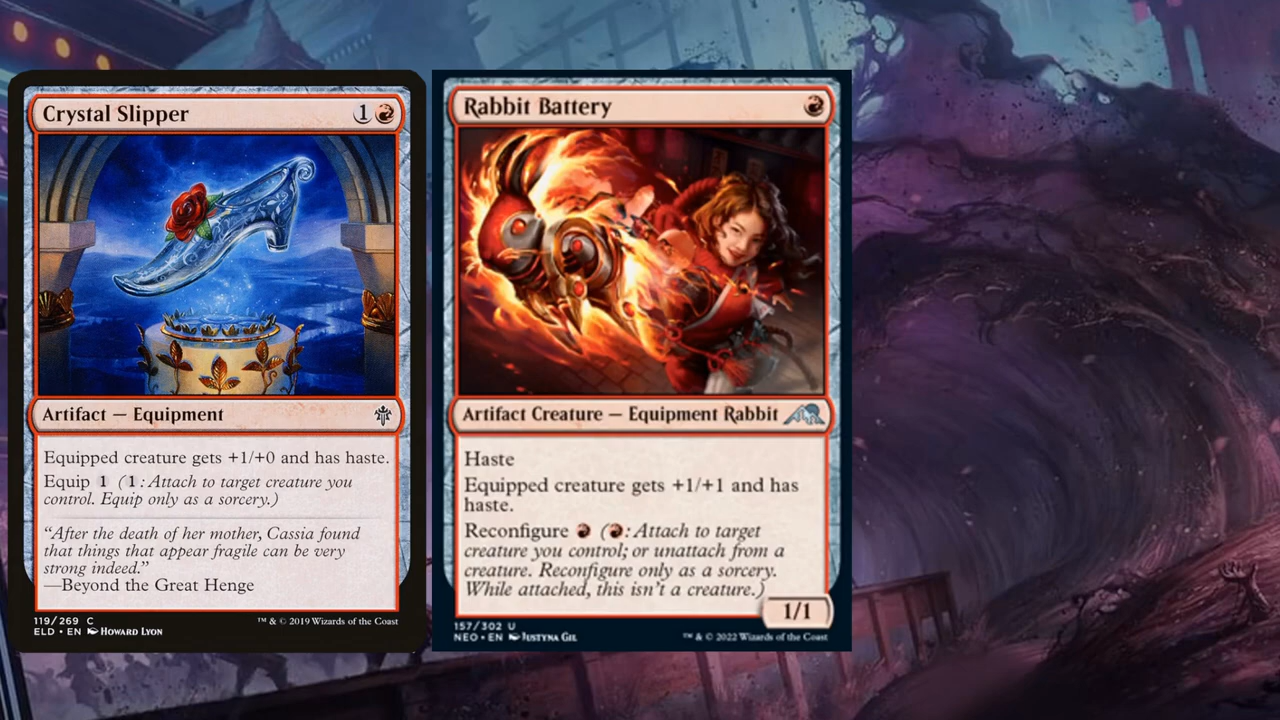 Crystal Slipper 1
Artifact — Equipment
Equipped creature gets +1/+0 and has haste.
Equip 1 (1: Attach to target creature you
control. Equip only as a sorcery.)
“After the death of her mother, Cassia found
that things that appear fragile can be very
strong indeed.”
—Beyond the Great Henge
119/269 C
ELD • EN Howard Lyon
™ & © 2019 Wizards of the Coast
Rabbit Battery
Artifact Creature — Equipment Rabbit
Haste
Equipped creature gets +1/+1 and has
haste.
Reconfigure (: Attach to target
creature you control; or unattach from a
creature. Reconfigure only as a sorcery.
While attached, this isn’t a creature.)
1/1
157/302 U
NEO • EN Justyna Gil
™ & © 2022 Wizards of the Coast